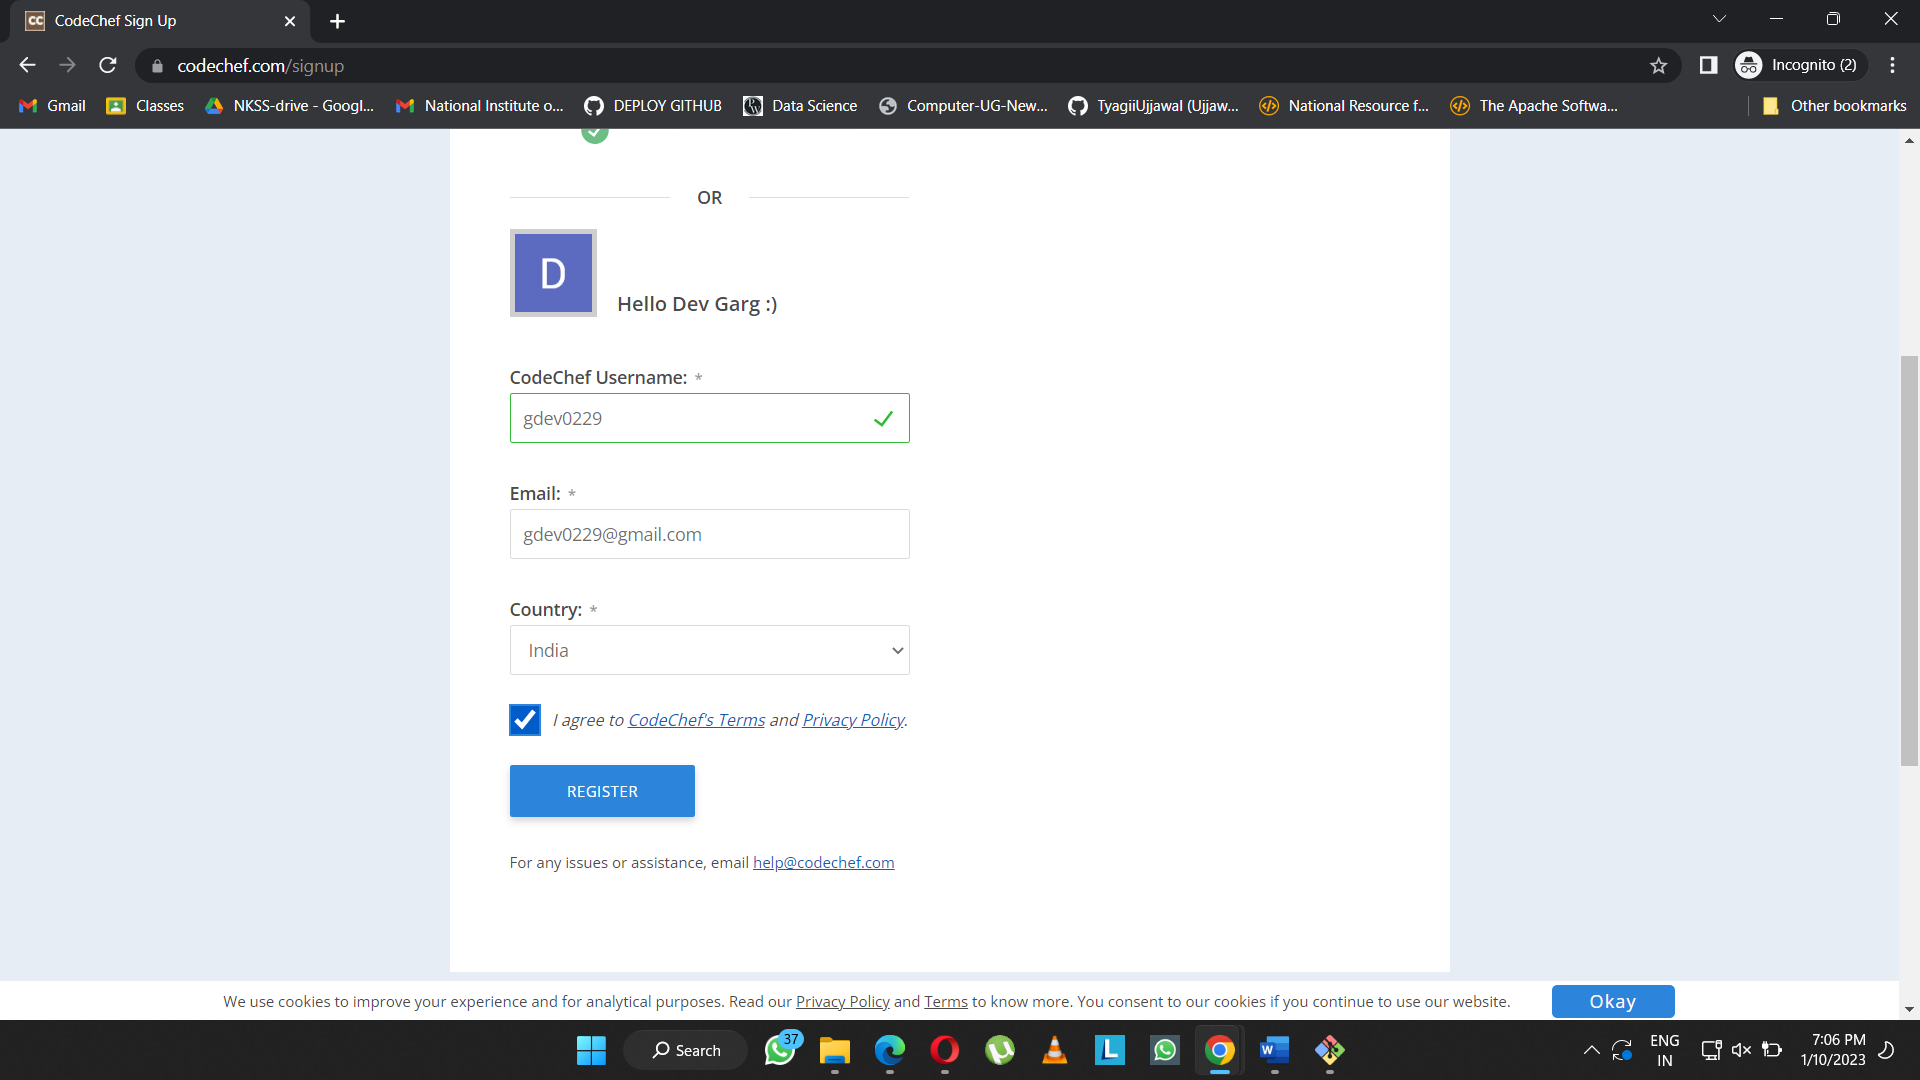 CodeChef Sign Up
codechef.com/signup
Incognito (2)
Gmail
Classes
NKSS-drive - Googl...
National Institute o...
DEPLOY GITHUB
Data Science
Computer-UG-New...
TyagiiUjjawal (Ujjaw...
National Resource f...
The Apache Softwa...
Other bookmarks
OR
D
Hello Dev Garg :)
CodeChef Username: *
gdev0229
Email: *
gdev0229@gmail.com
Country: *
India
I agree to CodeChef's Terms and Privacy Policy.
REGISTER
For any issues or assistance, email help@codechef.com
We use cookies to improve your experience and for analytical purposes. Read our Privacy Policy and Terms to know more. You consent to our cookies if you continue to use our website.
Okay
Search
37
ENG
IN
7:06 PM
1/10/2023